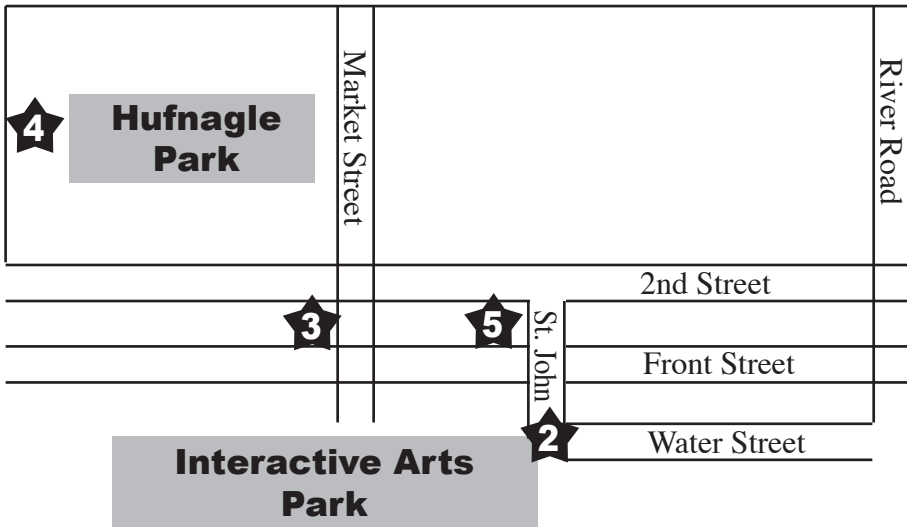 Market Street
River Road
4
Hufnagle
Park
2nd Street
3
5
St. John
Front Street
2
Water Street
Interactive Arts
Park